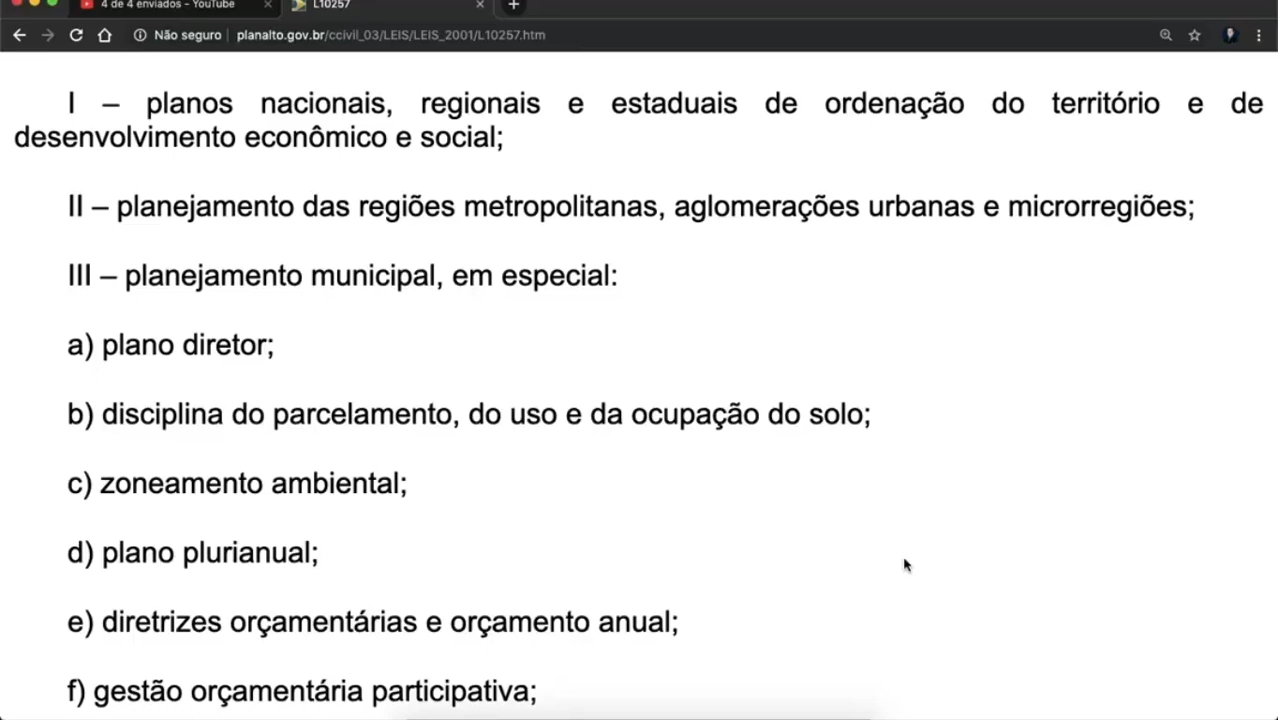 4 de 4 enviados - YouTube
L10257
Não seguro
planalto.gov.br/ccivil_03/LEIS/LEIS_2001/L10257.htm
I – planos nacionais, regionais e estaduais de ordenação do território e de
desenvolvimento econômico e social;
II – planejamento das regiões metropolitanas, aglomerações urbanas e microrregiões;
III – planejamento municipal, em especial:
a) plano diretor;
b) disciplina do parcelamento, do uso e da ocupação do solo;
c) zoneamento ambiental;
d) plano plurianual;
e) diretrizes orçamentárias e orçamento anual;
f) gestão orçamentária participativa;